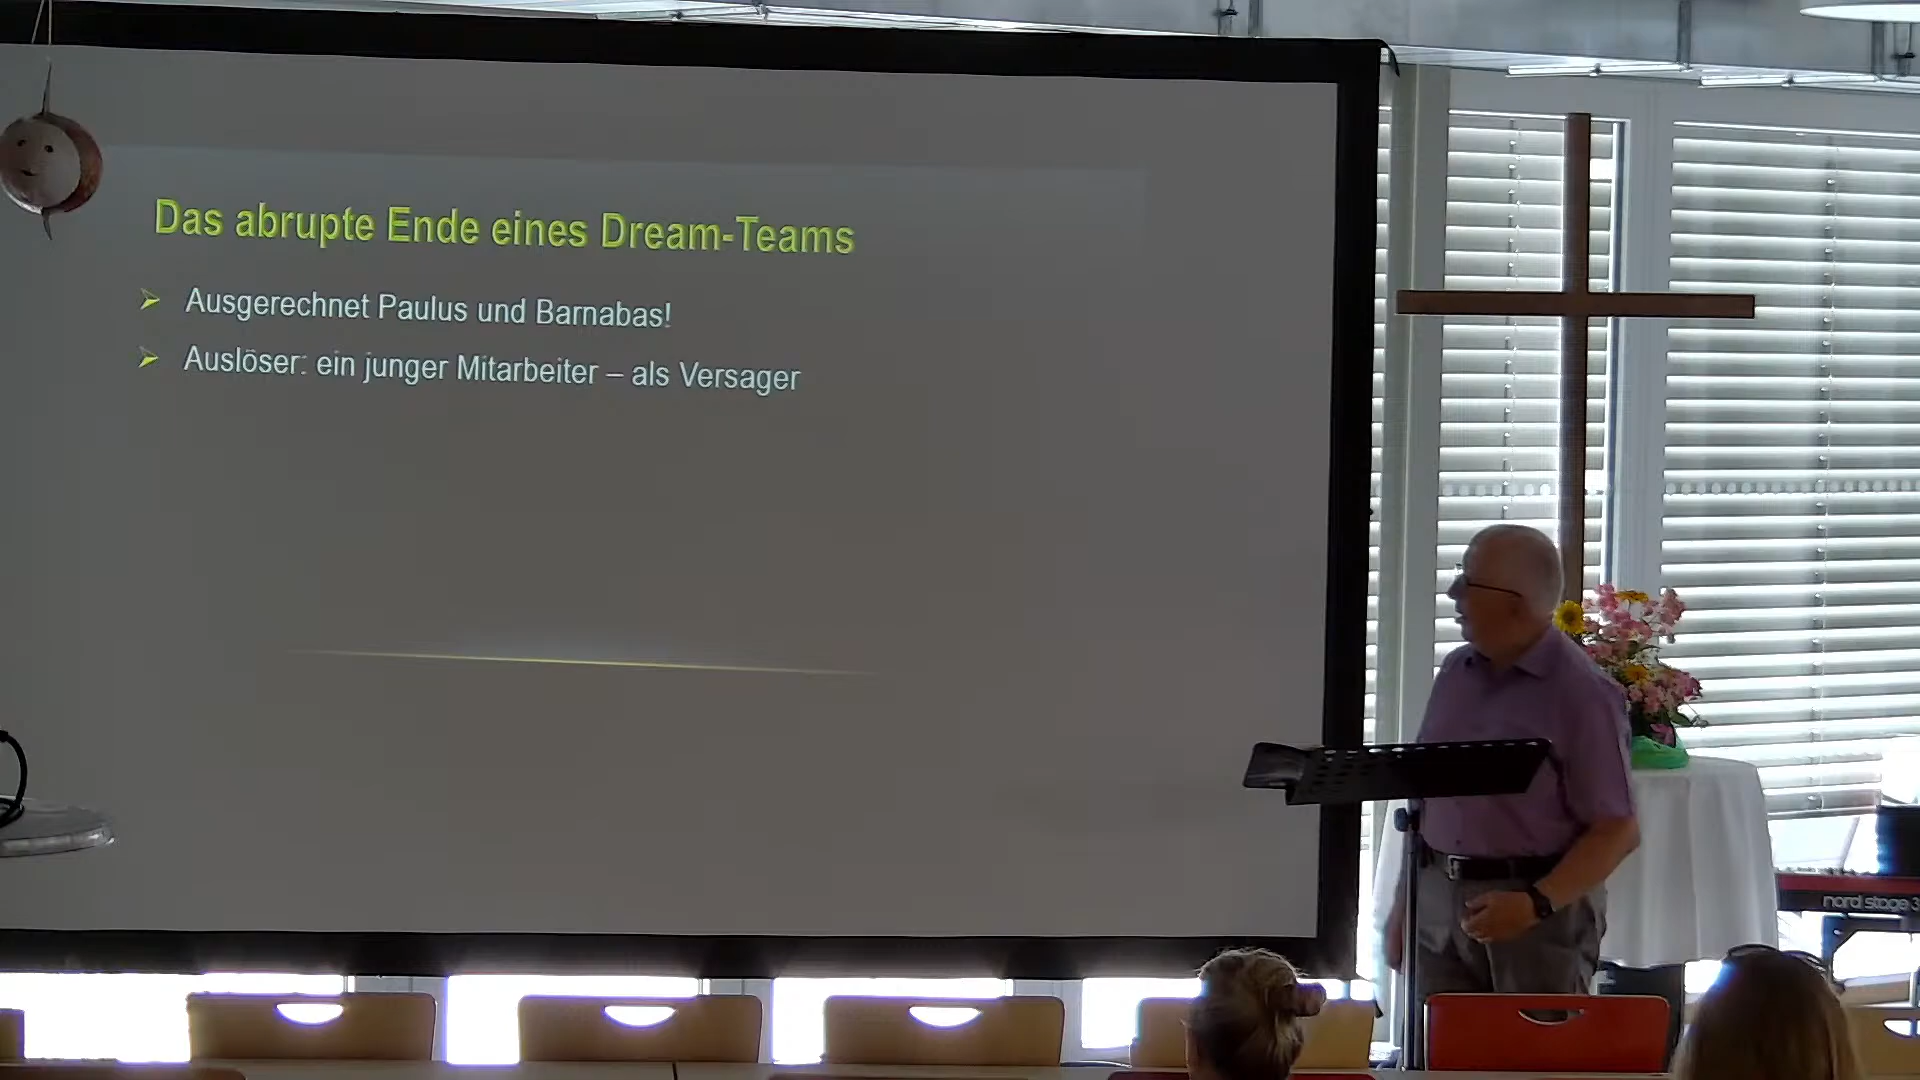 Das abrupte Ende eines Dream-Teams
Ausgerechnet Paulus und Barnabas!
Auslöser: ein junger Mitarbeiter – als Versager
nord stage 3